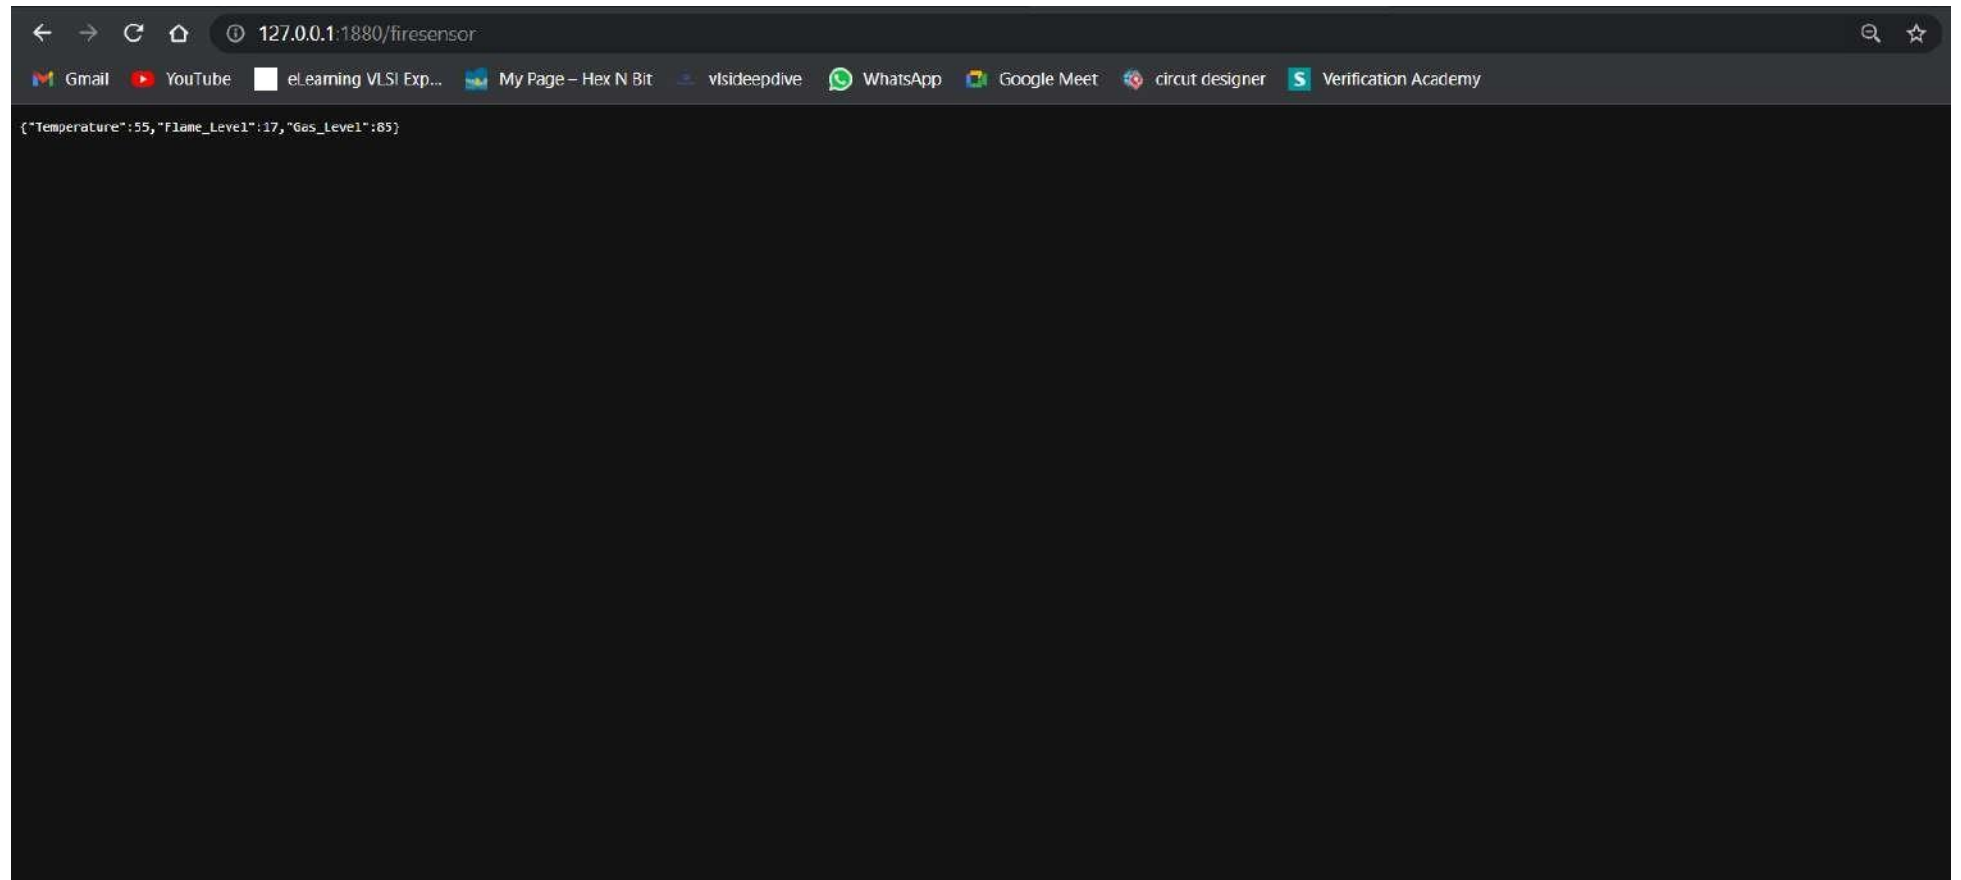 127.0.0.1:1880/firesensor
Gmail YouTube eLearning VLSI Exp... My Page – Hex N Bit vlsideepdive WhatsApp Google Meet circut designer Verification Academy
{"Temperature":55,"Flame_Level":17,"Gas_Level":85}